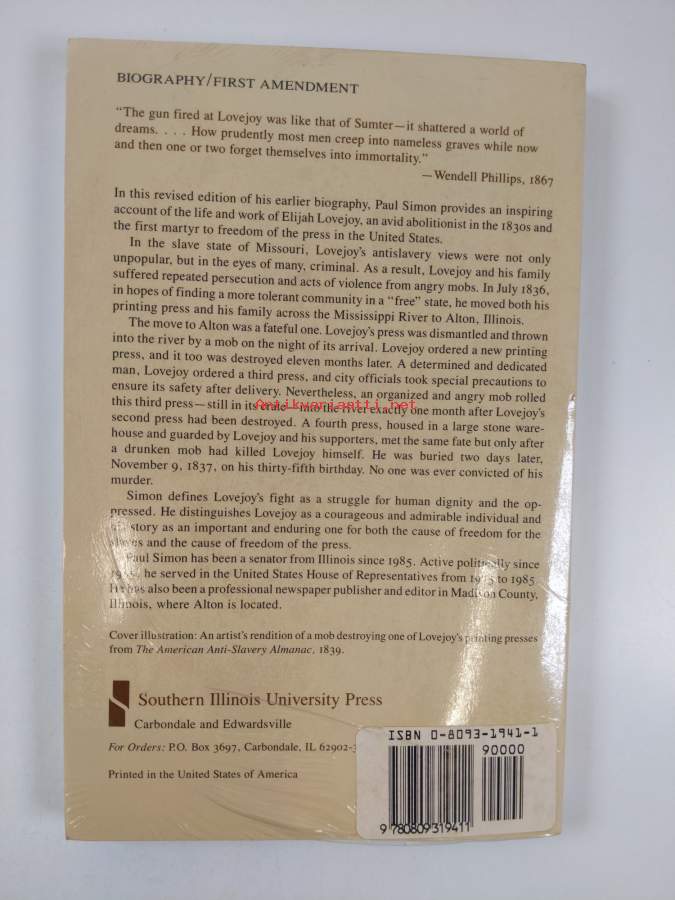 BIOGRAPHY/FIRST AMENDMENT
“The gun fired at Lovejoy was like that of Sumter—it shattered a world of
dreams. . . . How prudently most men creep into nameless graves while now
and then one or two forget themselves into immortality.”
—Wendell Phillips, 1867
In this revised edition of his earlier biography, Paul Simon provides an inspiring
account of the life and work of Elijah Lovejoy, an avid abolitionist in the 1830s and
the first martyr to freedom of the press in the United States.
In the slave state of Missouri, Lovejoy's antislavery views were not only
unpopular, but in the eyes of many, criminal. As a result, Lovejoy and his family
suffered repeated persecution and acts of violence from angry mobs. In July 1836,
in hopes of finding a more tolerant community in a “free” state, he moved both his
printing press and his family across the Mississippi River to Alton, Illinois.
The move to Alton was a fateful one. Lovejoy's press was dismantled and thrown
into the river by a mob on the night of its arrival. Lovejoy ordered a new printing
press, and it too was destroyed eleven months later. A determined and dedicated
man, Lovejoy ordered a third press, and city officials took special precautions to
ensure its safety after delivery. Nevertheless, an organized and angry mob rolled
this third press—still in its crate—into the river exactly one month after Lovejoy's
Antikvariantti.net
second press had been destroyed. A fourth press, housed in a large stone ware-
house and guarded by Lovejoy and his supporters, met the same fate but only after
a drunken mob had killed Lovejoy himself. He was buried two days later,
November 9, 1837, on his thirty-fifth birthday. No one was ever convicted of his
murder.
Simon defines Lovejoy's fight as a struggle for human dignity and the op-
pressed. He distinguishes Lovejoy as a courageous and admirable individual and
story as an important and enduring one for both the cause of freedom for the
slaves and the cause of freedom of the press.
Paul Simon has been a senator from Illinois since 1985. Active politically since
he served in the United States House of Representatives from 1975 to 1985.
He has also been a professional newspaper publisher and editor in Madison County,
Illinois, where Alton is located.
Cover illustration: An artist's rendition of a mob destroying one of Lovejoy's printing presses
from The American Anti-Slavery Almanac, 1839.
Southern Illinois University Press
Carbondale and Edwardsville
For Orders: P.O. Box 3697, Carbondale, IL 62902-3
Printed in the United States of America
ISBN 0-8093-1941-1
90000
9 780809 319411